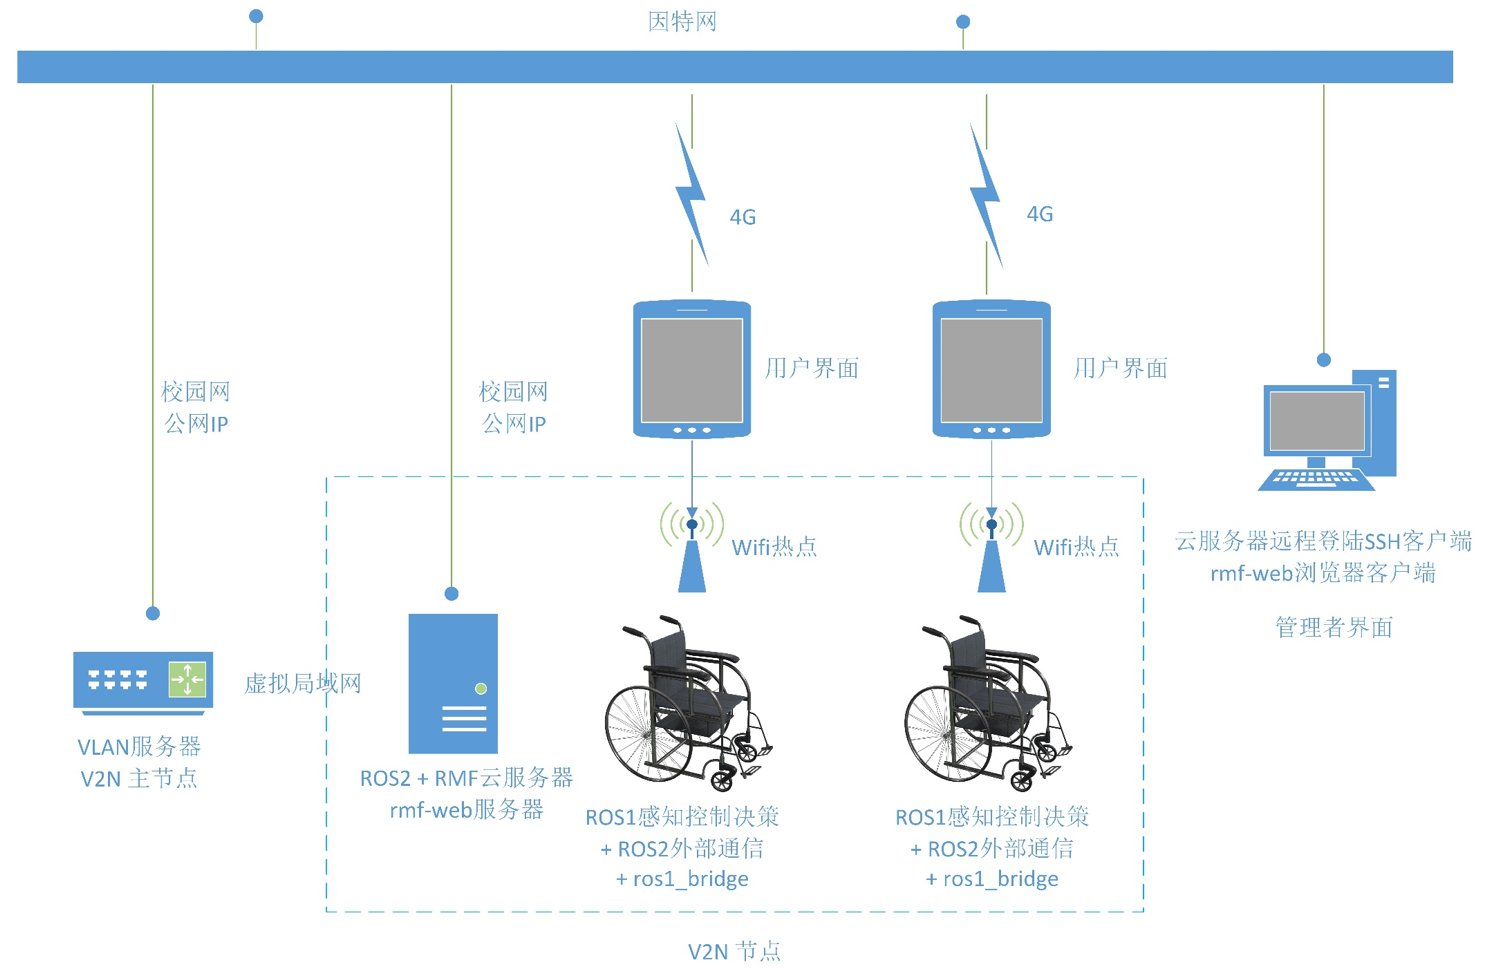 因特网
4G
4G
用户界面
用户界面
校园网
公网IP
校园网
公网IP
Wifi热点
Wifi热点
云服务器远程登陆SSH客户端
rmf-web浏览器客户端
管理者界面
虚拟局域网
VLAN服务器
V2N 主节点
ROS2 + RMF云服务器
rmf-web服务器
ROS1感知控制决策
+ ROS2外部通信
+ ros1_bridge
ROS1感知控制决策
+ ROS2外部通信
+ ros1_bridge
V2N 节点